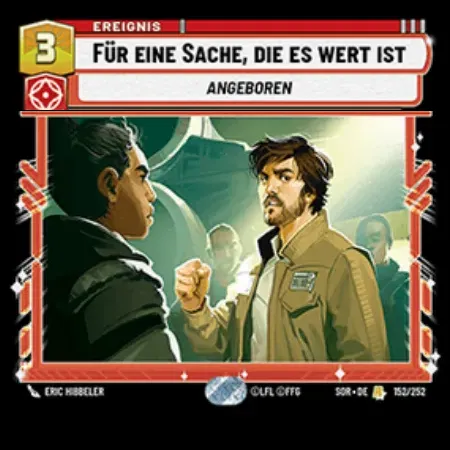 EREIGNIS
3
FÜR EINE SACHE, DIE ES WERT IST
ANGEBOREN
ERIC HIBBELER
©LFL ©FFG
SOR • DE
152/252